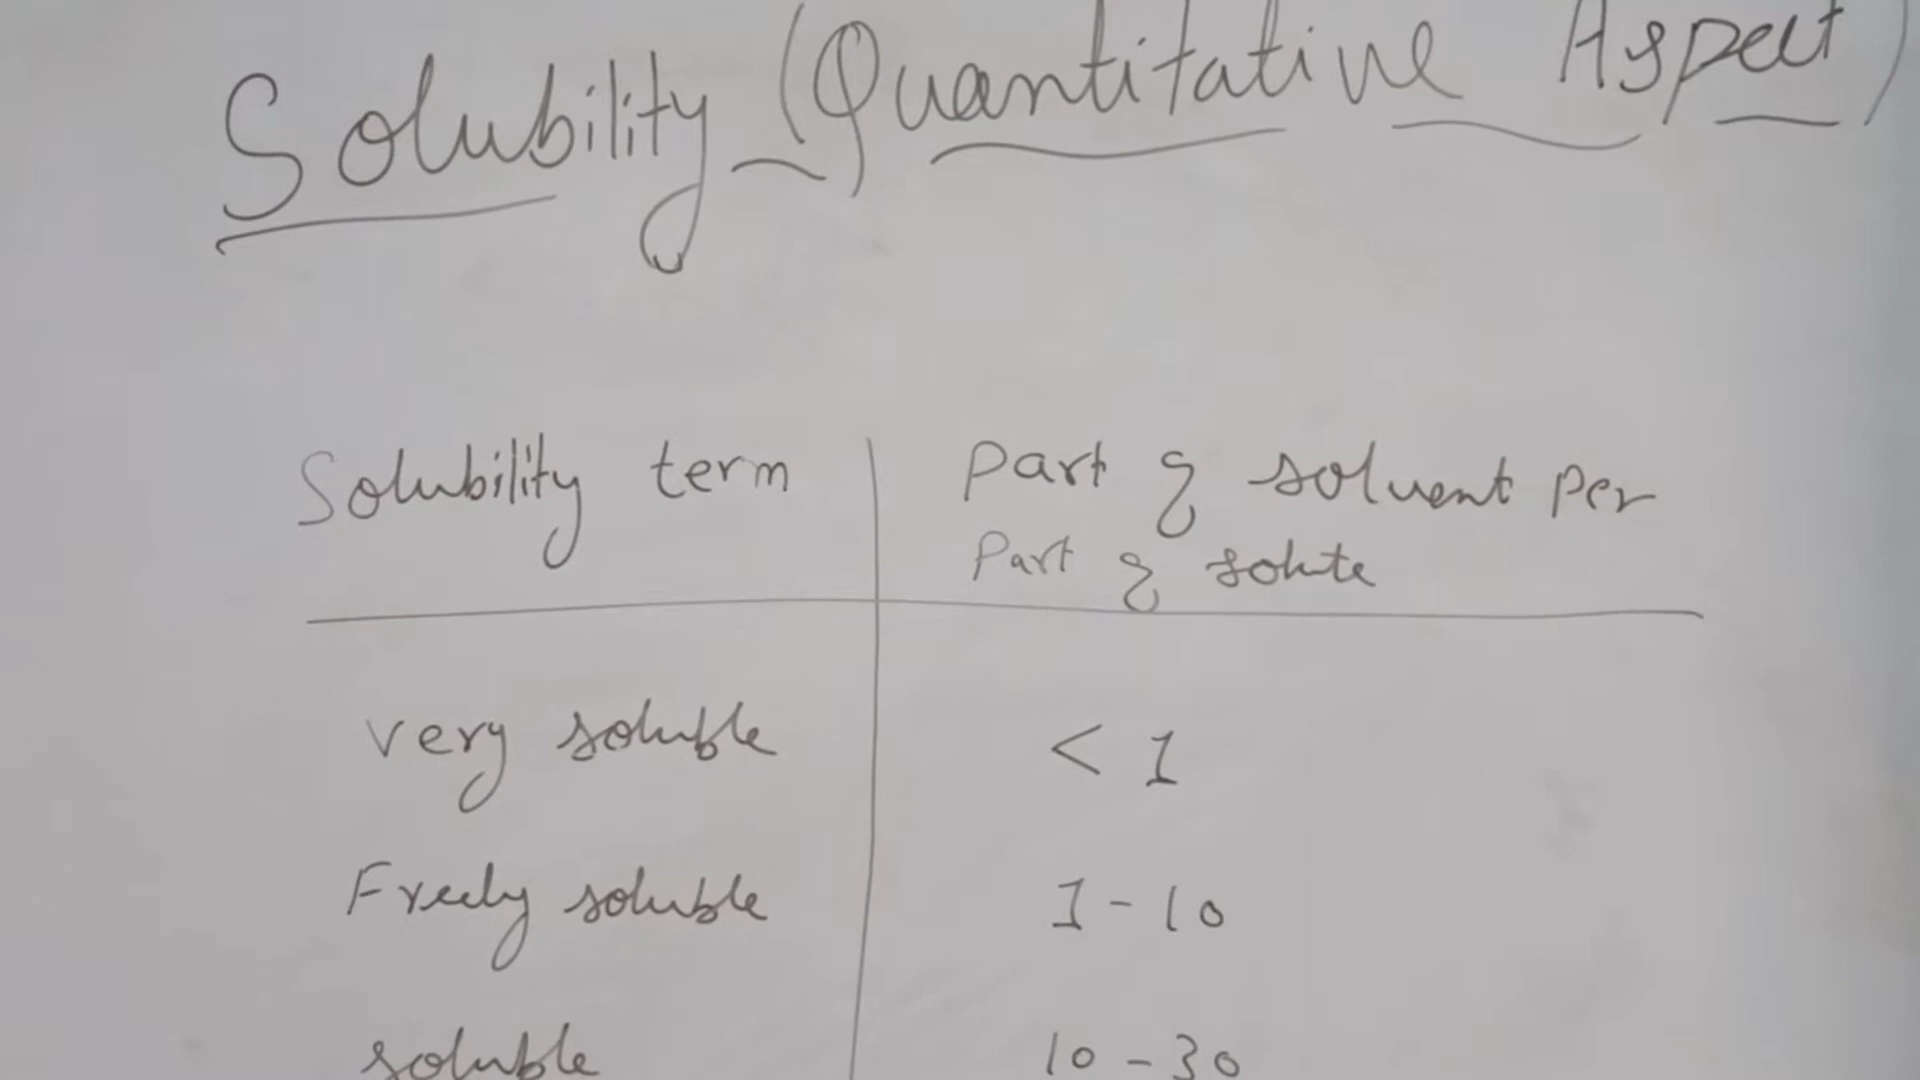 Solubility (Quantitative Aspect)
Solubility term
Part of solvent per
Part of solute
very soluble
< 1
Freely soluble
1 - 10
soluble
10 - 30